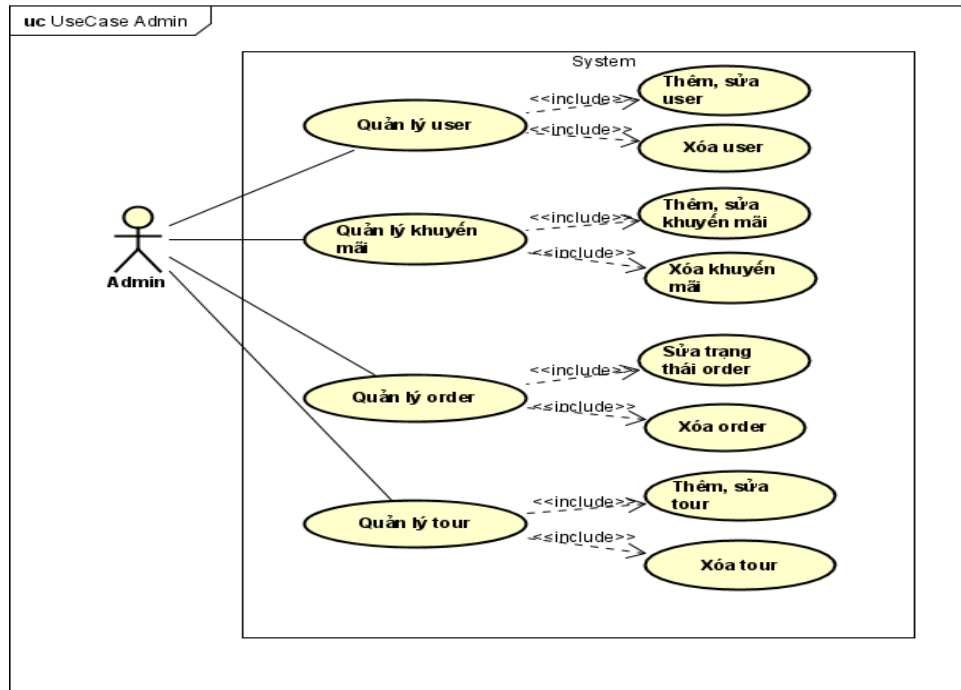 uc UseCase Admin
System
Thêm, sửa
user
<<include>>
Quản lý user
<<include>>
Xóa user
Thêm, sửa
khuyến mãi
<<include>>
Quản lý khuyến
mãi
<<include>>
Xóa khuyến
mãi
Admin
Sửa trạng
thái order
<<include>>
Quản lý order
<<include>>
Xóa order
Thêm, sửa
tour
<<include>>
Quản lý tour
<<include>>
Xóa tour